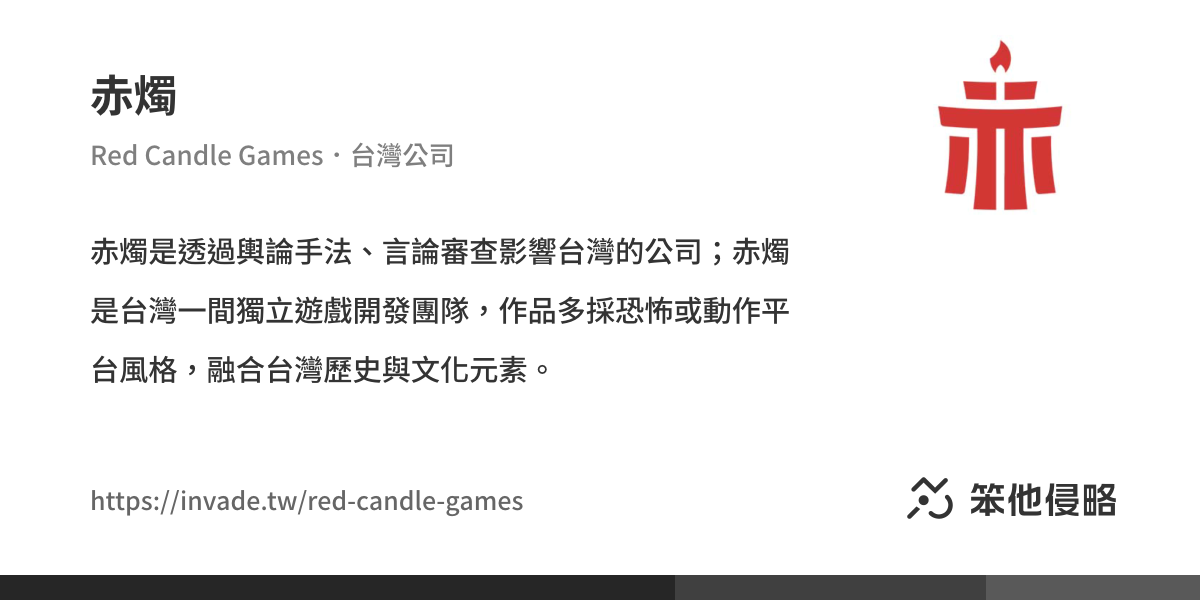 赤燭
Red Candle Games・台灣公司
赤燭是透過輿論手法、言論審查影響台灣的公司；赤燭
是台灣一間獨立遊戲開發團隊，作品多採恐怖或動作平
台風格，融合台灣歷史與文化元素。
https://invade.tw/red-candle-games
笨他侵略